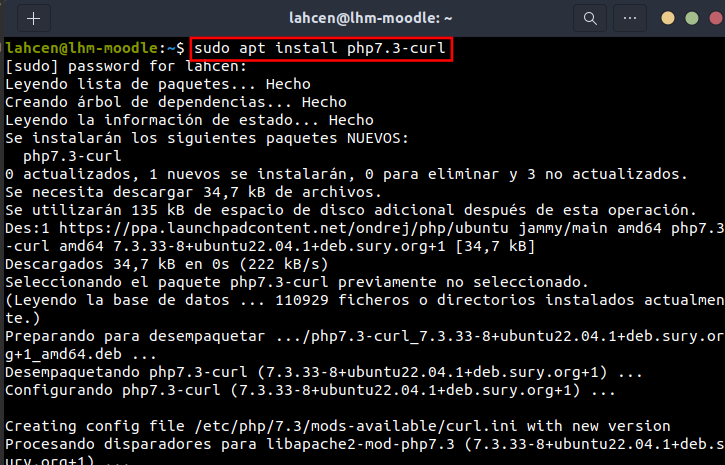 lahcen@lhm-moodle: ~
lahcen@lhm-moodle:~$ sudo apt install php7.3-curl
[sudo] password for lahcen:
Leyendo lista de paquetes... Hecho
Creando árbol de dependencias... Hecho
Leyendo la información de estado... Hecho
Se instalarán los siguientes paquetes NUEVOS:
  php7.3-curl
0 actualizados, 1 nuevos se instalarán, 0 para eliminar y 3 no actualizados.
Se necesita descargar 34,7 kB de archivos.
Se utilizarán 135 kB de espacio de disco adicional después de esta operación.
Des:1 https://ppa.launchpadcontent.net/ondrej/php/ubuntu jammy/main amd64 php7.3
-curl amd64 7.3.33-8+ubuntu22.04.1+deb.sury.org+1 [34,7 kB]
Descargados 34,7 kB en 0s (222 kB/s)
Seleccionando el paquete php7.3-curl previamente no seleccionado.
(Leyendo la base de datos ... 110929 ficheros o directorios instalados actualmen
te.)
Preparando para desempaquetar .../php7.3-curl_7.3.33-8+ubuntu22.04.1+deb.sury.or
g+1_amd64.deb ...
Desempaquetando php7.3-curl (7.3.33-8+ubuntu22.04.1+deb.sury.org+1) ...
Configurando php7.3-curl (7.3.33-8+ubuntu22.04.1+deb.sury.org+1) ...

Creating config file /etc/php/7.3/mods-available/curl.ini with new version
Procesando disparadores para libapache2-mod-php7.3 (7.3.33-8+ubuntu22.04.1+deb.s
ury.org+1) ...